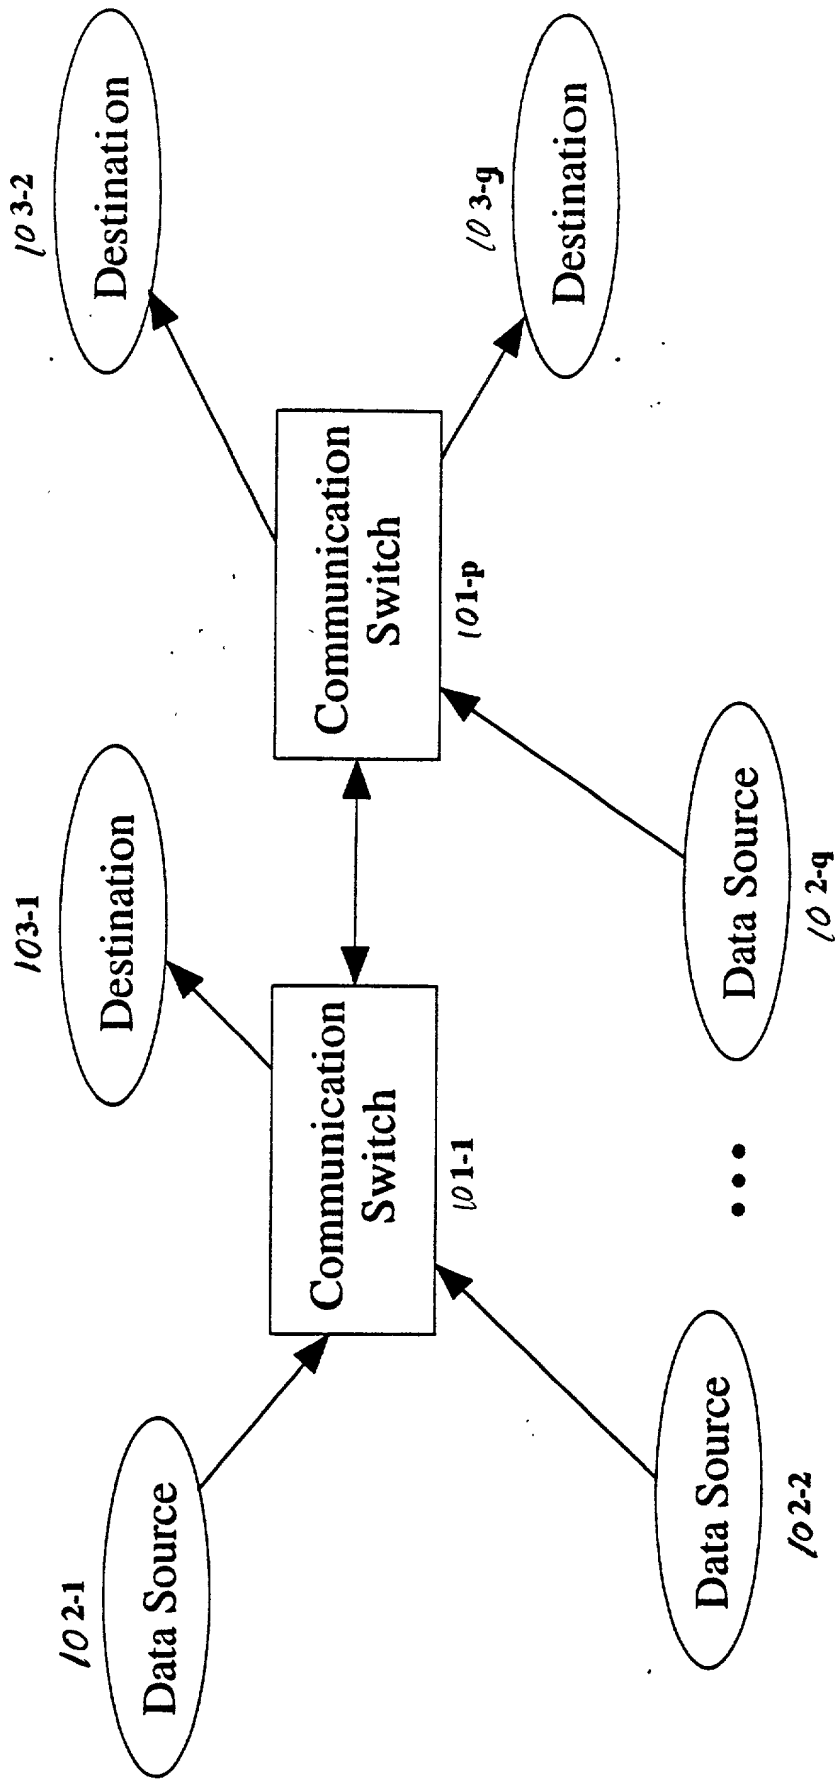 103-1
Destination
103-2
Destination
102-1
Data Source
Communication
Switch
101-1
Communication
Switch
101-p
103-q
Destination
Data Source
102-2
...
Data Source
102-q